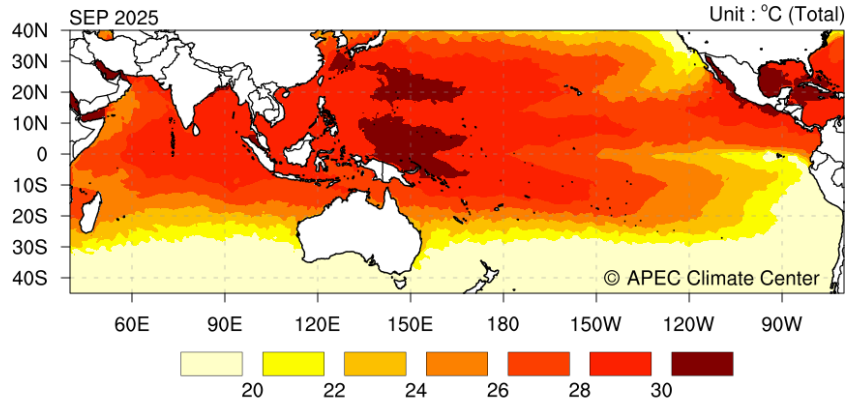 SEP 2025
Unit : °C (Total)
40N
30N
20N
10N
0
10S
20S
30S
40S
© APEC Climate Center
60E 90E 120E 150E 180 150W 120W 90W
20 22 24 26 28 30